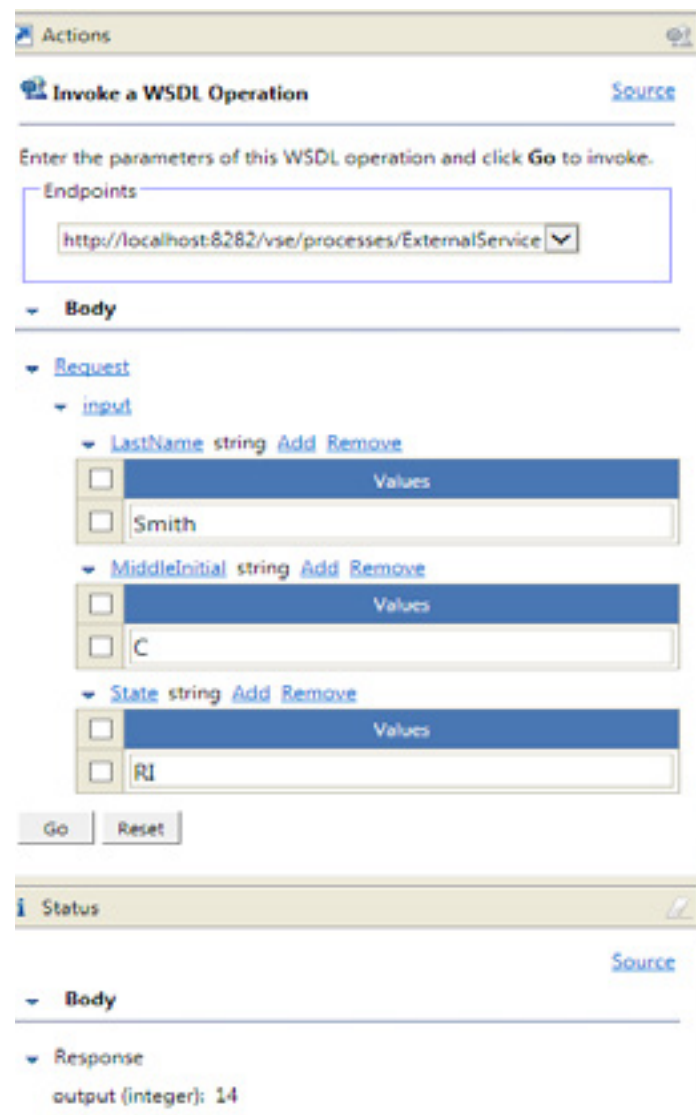 Actions
Invoke a WSDL Operation Source
Enter the parameters of this WSDL operation and click Go to invoke.
Endpoints
http://localhost:8282/vse/processes/ExternalService
Body
Request
input
LastName string Add Remove
Values
Smith
MiddleInitial string Add Remove
Values
C
State string Add Remove
Values
RI
Go Reset
i Status
Source
Body
Response
output (integer): 14